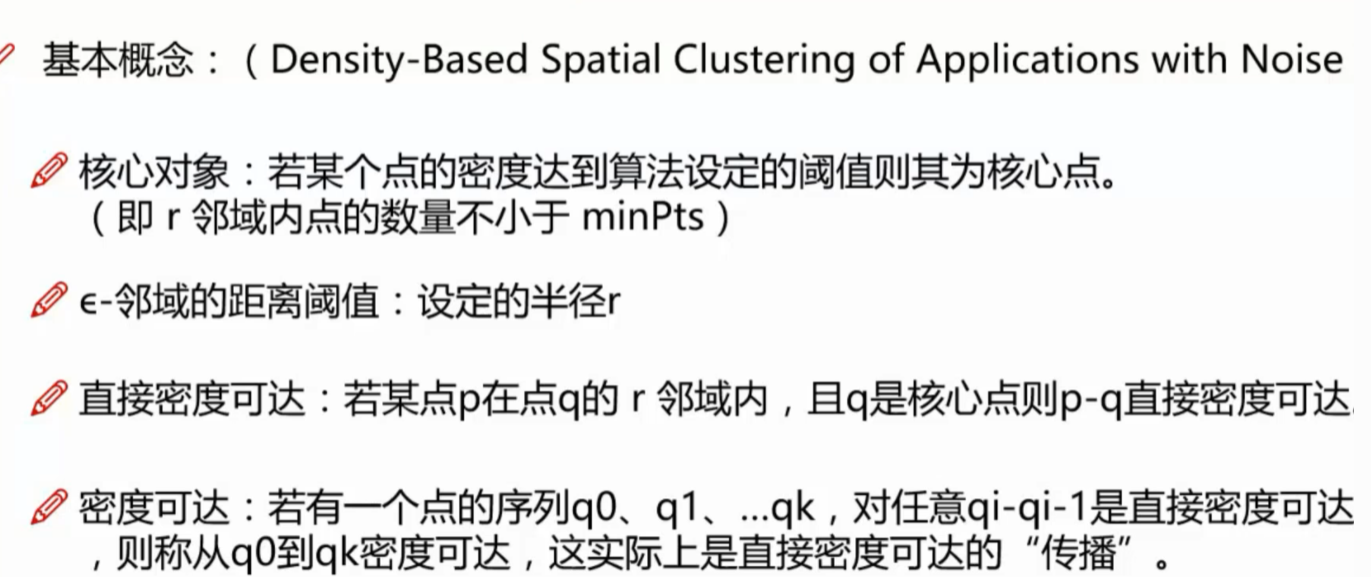 基本概念：（Density-Based Spatial Clustering of Applications with Noise
核心对象：若某个点的密度达到算法设定的阈值则其为核心点。
（即 r 邻域内点的数量不小于 minPts）
ϵ-邻域的距离阈值：设定的半径r
直接密度可达：若某点p在点q的 r 邻域内，且q是核心点则p-q直接密度可达。
密度可达：若有一个点的序列q0、q1、…qk，对任意qi-qi-1是直接密度可达
，则称从q0到qk密度可达，这实际上是直接密度可达的“传播”。